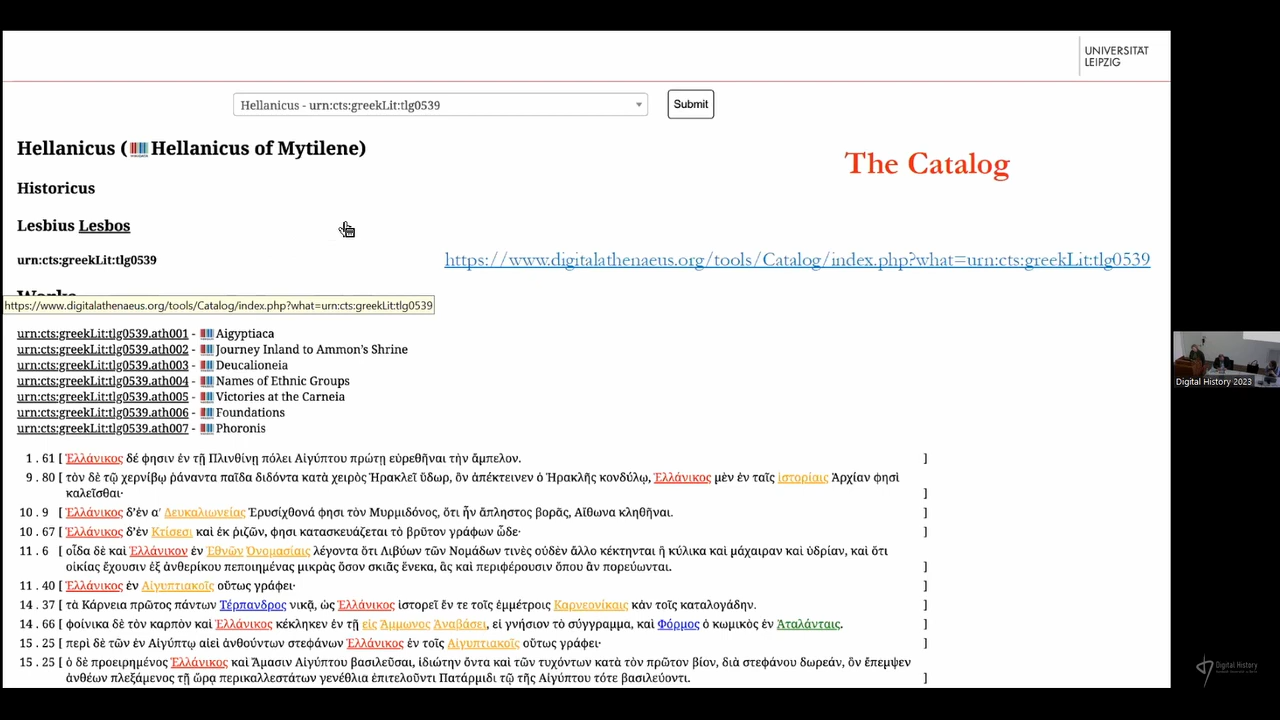 UNIVERSITÄT
LEIPZIG
Hellanicus - urn:cts:greekLit:tlg0539
Submit
Hellanicus (Hellanicus of Mytilene)
The Catalog
Historicus
Lesbius Lesbos
urn:cts:greekLit:tlg0539
https://www.digitalathenaeus.org/tools/Catalog/index.php?what=urn:cts:greekLit:tlg0539
Works
https://www.digitalathenaeus.org/tools/Catalog/index.php?what=urn:cts:greekLit:tlg0539
urn:cts:greekLit:tlg0539.ath001 - Aigyptiaca
urn:cts:greekLit:tlg0539.ath002 - Journey Inland to Ammon's Shrine
urn:cts:greekLit:tlg0539.ath003 - Deucalioneia
urn:cts:greekLit:tlg0539.ath004 - Names of Ethnic Groups
urn:cts:greekLit:tlg0539.ath005 - Victories at the Carneia
urn:cts:greekLit:tlg0539.ath006 - Foundations
urn:cts:greekLit:tlg0539.ath007 - Phoronis
1 . 61 [ Ἑλλάνικος δέ φησιν ἐν τῇ Πλινθίνῃ πόλει Αἰγύπτου πρώτῃ εὑρεθῆναι τὴν ἄμπελον. ]
9 . 80 [ τὸν δὲ τῷ χερνίβῳ ῥάναντα παῖδα διδόντα κατὰ χειρὸς Ἡρακλεῖ ὕδωρ, ὃν ἀπέκτεινεν ὁ Ἡρακλῆς κονδύλῳ, Ἑλλάνικος μὲν ἐν ταῖς ἱστορίαις Ἀρχίαν φησὶ
καλεῖσθαι· ]
10 . 9 [ Ἑλλάνικος δ'ἐν α′ Δευκαλιωνείας Ἐρυσίχθονά φησι τὸν Μυρμιδόνος, ὅτι ἦν ἄπληστος βορᾶς, Αἴθωνα κληθῆναι. ]
10 . 67 [ Ἑλλάνικος δ'ἐν Κτίσεσι καὶ ἐκ ῥιζῶν, φησι κατασκευάζεται τὸ βρῦτον γράφων ὧδε· ]
11 . 6 [ οἶδα δὲ καὶ Ἑλλάνικον ἐν Ἐθνῶν Ὀνομασίαις λέγοντα ὅτι Λιβύων τῶν Νομάδων τινὲς οὐδὲν ἄλλο κέκτηνται ἢ κύλικα καὶ μάχαιραν καὶ ὑδρίαν, καὶ ὅτι
οἰκίας ἔχουσιν ἐξ ἀνθερίκου πεποιημένας μικρὰς ὅσον σκιᾶς ἕνεκα, ἃς καὶ περιφέρουσιν ὅπου ἂν πορεύωνται. ]
11 . 40 [ Ἑλλάνικος ἐν Αἰγυπτιακοῖς οὕτως γράφει· ]
14 . 37 [ τὰ Κάρνεια πρῶτος πάντων Τέρπανδρος νικᾷ, ὡς Ἑλλάνικος ἱστορεῖ ἔν τε τοῖς ἐμμέτροις Καρνεονίκαις κἀν τοῖς καταλογάδην. ]
14 . 66 [ φοίνικα δὲ τὸν καρπὸν καὶ Ἑλλάνικος κέκληκεν ἐν τῇ εἰς Ἄμμωνος Ἀναβάσει, εἰ γνήσιον τὸ σύγγραμμα, καὶ Φόρμος ὁ κωμικὸς ἐν Ἀταλάνταις. ]
15 . 25 [ περὶ δὲ τῶν ἐν Αἰγύπτῳ αἰεὶ ἀνθούντων στεφάνων Ἑλλάνικος ἐν τοῖς Αἰγυπτιακοῖς οὕτως γράφει· ]
15 . 25 [ ὁ δὲ προειρημένος Ἑλλάνικος καὶ Ἄμασιν Αἰγύπτου βασιλεῦσαι, ἰδιώτην ὄντα καὶ τῶν τυχόντων κατὰ τὸν πρῶτον βίον, διὰ στεφάνου δωρεάν, ὃν ἔπεμψεν
ἀνθέων πλεξάμενος τῇ ὥρᾳ περικαλλεστάτων γενέθλια ἐπιτελοῦντι Πατάρμιδι τῷ τῆς Αἰγύπτου τότε βασιλεύοντι. ]
Digital History 2023
Digital History